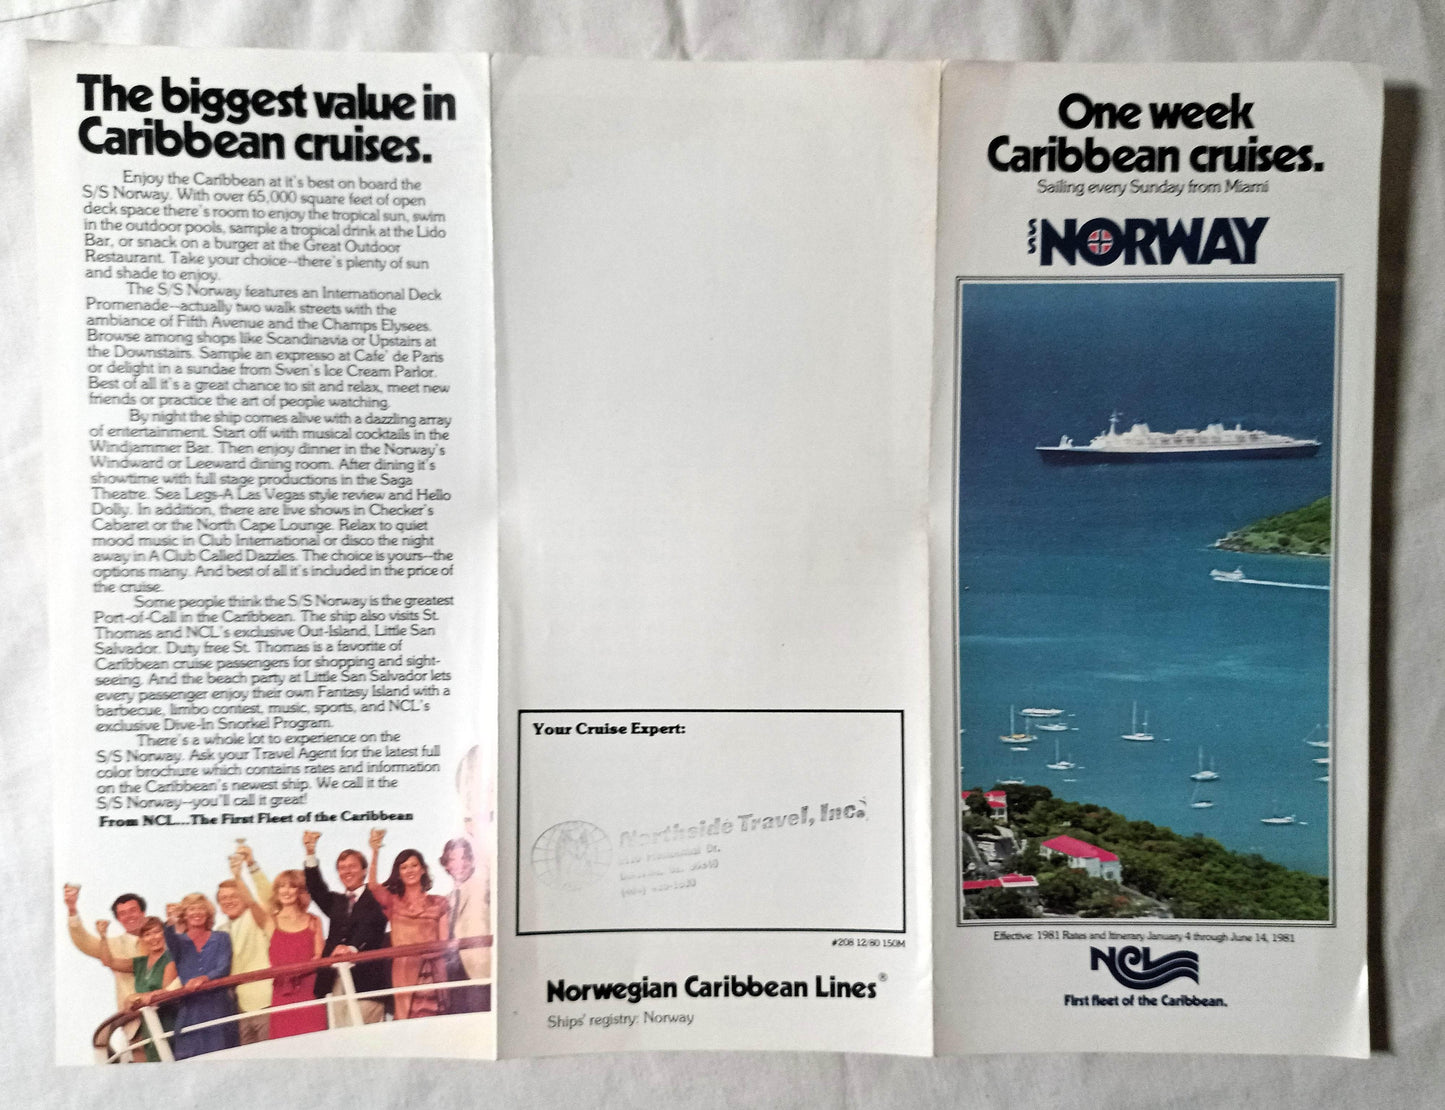 The biggest value in
Caribbean cruises.
Enjoy the Caribbean at it's best on board the
S/S Norway. With over 65,000 square feet of open
deck space there's room to enjoy the tropical sun, swim
in the outdoor pools, sample a tropical drink at the Lido
Bar, or snack on a burger at the Great Outdoor
Restaurant. Take your choice--there's plenty of sun
and shade to enjoy.
The S/S Norway features an International Deck
Promenade--actually two walk streets with the
ambiance of Fifth Avenue and the Champs Elysees.
Browse among shops like Scandinavia or Upstairs at
the Downstairs. Sample an expresso at Cafe' de Paris
or delight in a sundae from Sven's Ice Cream Parlor.
Best of all it's a great chance to sit and relax, meet new
friends or practice the art of people watching.
By night the ship comes alive with a dazzling array
of entertainment. Start off with musical cocktails in the
Windjammer Bar. Then enjoy dinner in the Norway's
Windward or Leeward dining room. After dining it's
showtime with full stage productions in the Saga
Theatre. Sea Legs-A Las Vegas style review and Hello
Dolly. In addition, there are live shows in Checker's
Cabaret or the North Cape Lounge. Relax to quiet
mood music in Club International or disco the night
away in A Club Called Dazzles. The choice is yours--the
options many. And best of all it's included in the price of
the cruise.
Some people think the S/S Norway is the greatest
Port-of-Call in the Caribbean. The ship also visits St.
Thomas and NCL's exclusive Out-Island, Little San
Salvador. Duty free St. Thomas is a favorite of
Caribbean cruise passengers for shopping and sight-
seeing. And the beach party at Little San Salvador lets
every passenger enjoy their own Fantasy Island with a
barbecue, limbo contest, music, sports, and NCL's
exclusive Dive-In Snorkel Program.
There's a whole lot to experience on the
S/S Norway. Ask your Travel Agent for the latest full
color brochure which contains rates and information
on the Caribbean's newest ship. We call it the
S/S Norway--you'll call it great!
From NCL....The First Fleet of the Caribbean
Your Cruise Expert:
Northside Travel, Inc.
Dr.
#208 12/80 150M
Norwegian Caribbean Lines®
Ships' registry: Norway
One week
Caribbean cruises.
Sailing every Sunday from Miami
SS NORWAY
Effective: 1981 Rates and Itinerary January 4 through June 14, 1981
NCL
First fleet of the Caribbean.